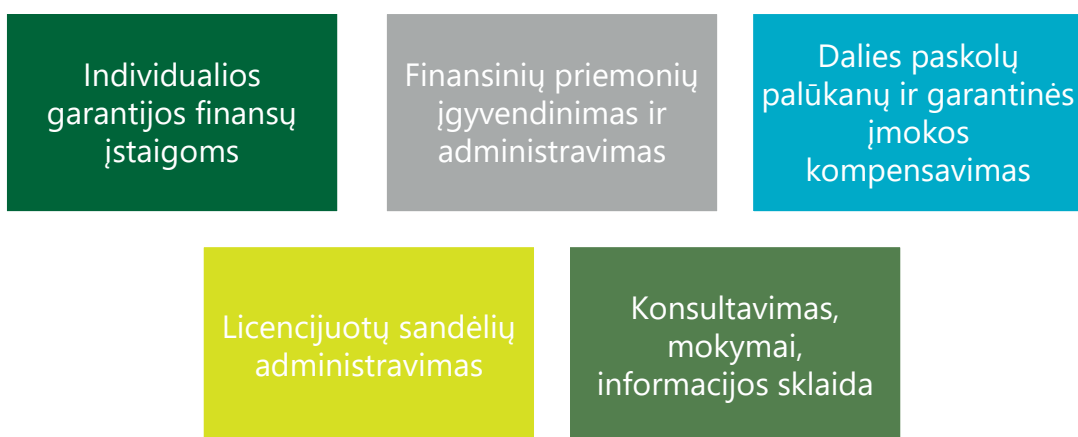 Individualios
garantijos finansų
įstaigoms
Finansinių priemonių
įgyvendinimas ir
administravimas
Dalies paskolų
palūkanų ir garantinės
įmokos
kompensavimas
Licencijuotų sandėlių
administravimas
Konsultavimas,
mokymai,
informacijos sklaida